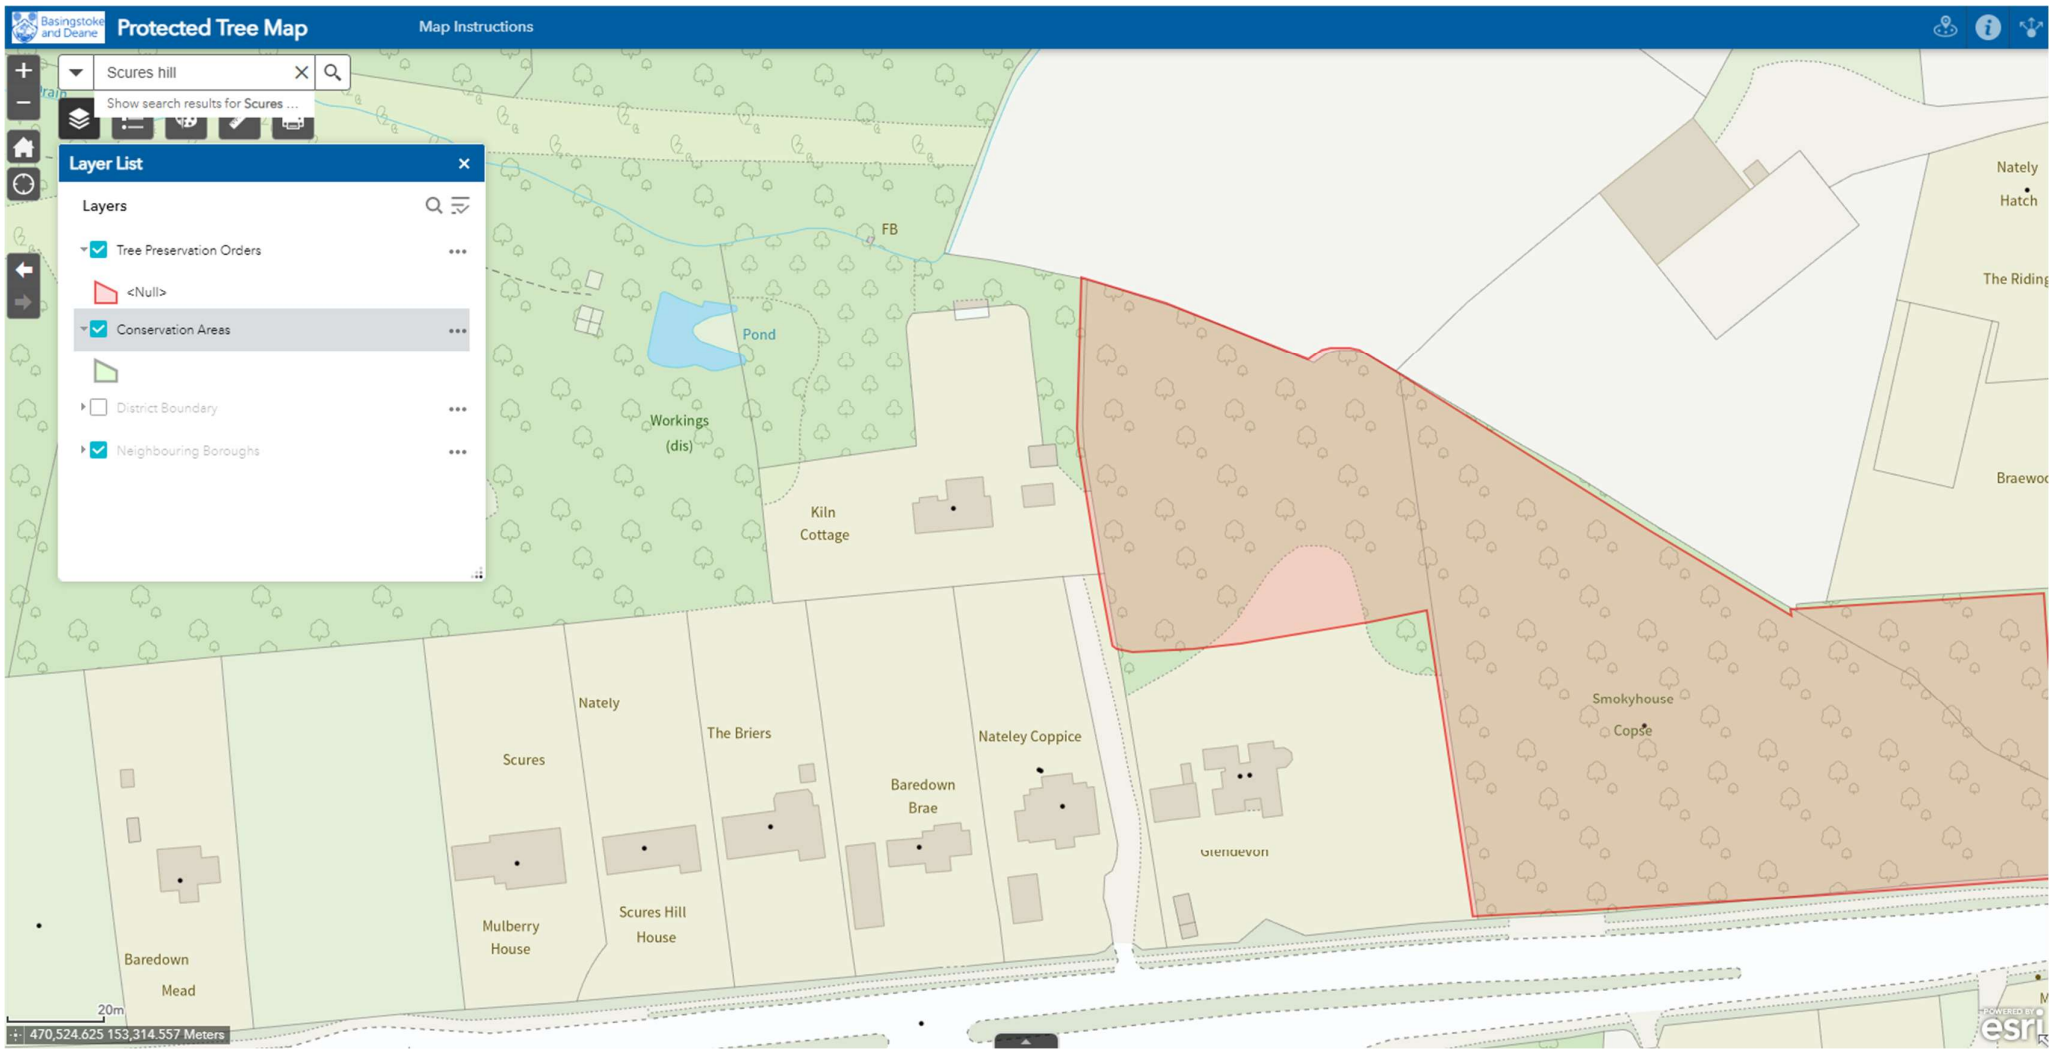 Basingstoke
and Deane
Protected Tree Map
Map Instructions
Scures hill
Show search results for Scures ...
Layer List
Layers
Tree Preservation Orders
<Null>
Conservation Areas
District Boundary
Neighbouring Boroughs
FB
Pond
Workings
(dis)
Kiln
Cottage
Nately
Hatch
The Riding
Braewoo
Smokyhouse
Copse
Nately
Scures
The Briers
Nateley Coppice
Baredown
Brae
Glendevon
Mulberry
House
Scures Hill
House
Baredown
Mead
20m
470,524.625 153,314.557 Meters
M
POWERED BY
esri